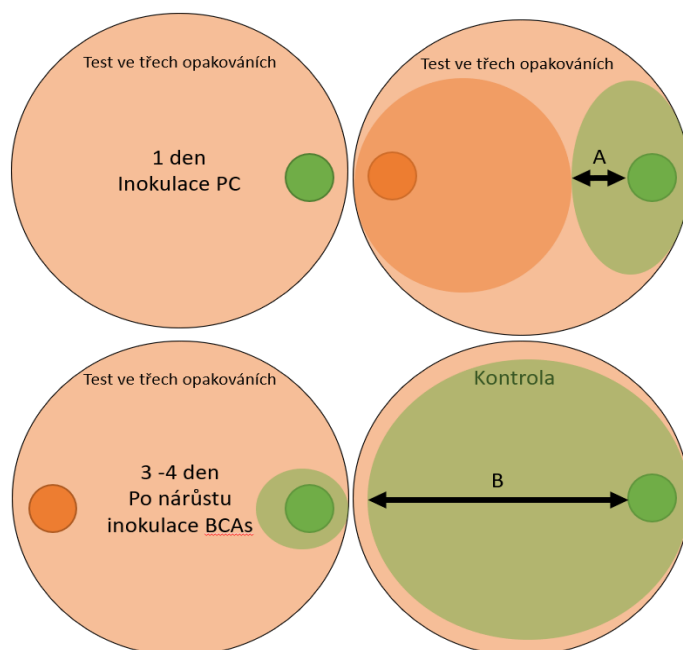 Test ve třech opakováních
1 den
Inokulace PC
Test ve třech opakováních
A
Test ve třech opakováních
3 -4 den
Po nárůstu
inokulace BCAs
Kontrola
B